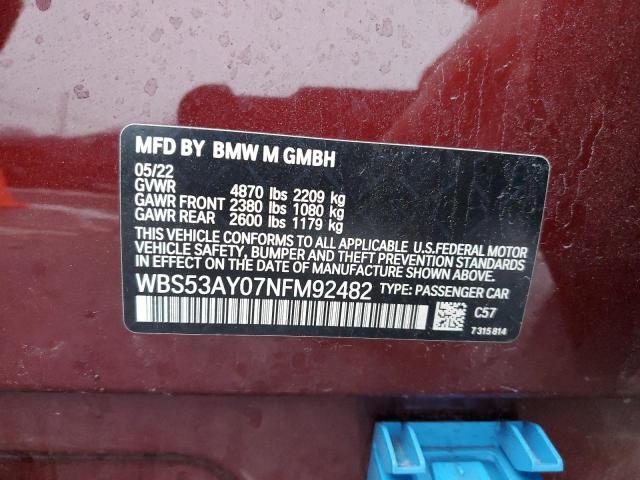 MFD BY BMW M GMBH
05/22
GVWR 4870 lbs 2209 kg
GAWR FRONT 2380 lbs 1080 kg
GAWR REAR 2600 lbs 1179 kg
THIS VEHICLE CONFORMS TO ALL APPLICABLE U.S.FEDERAL MOTOR
VEHICLE SAFETY, BUMPER AND THEFT PREVENTION STANDARDS
IN EFFECT ON THE DATE OF MANUFACTURE SHOWN ABOVE.
WBS53AY07NFM92482 TYPE: PASSENGER CAR
C57
7315814